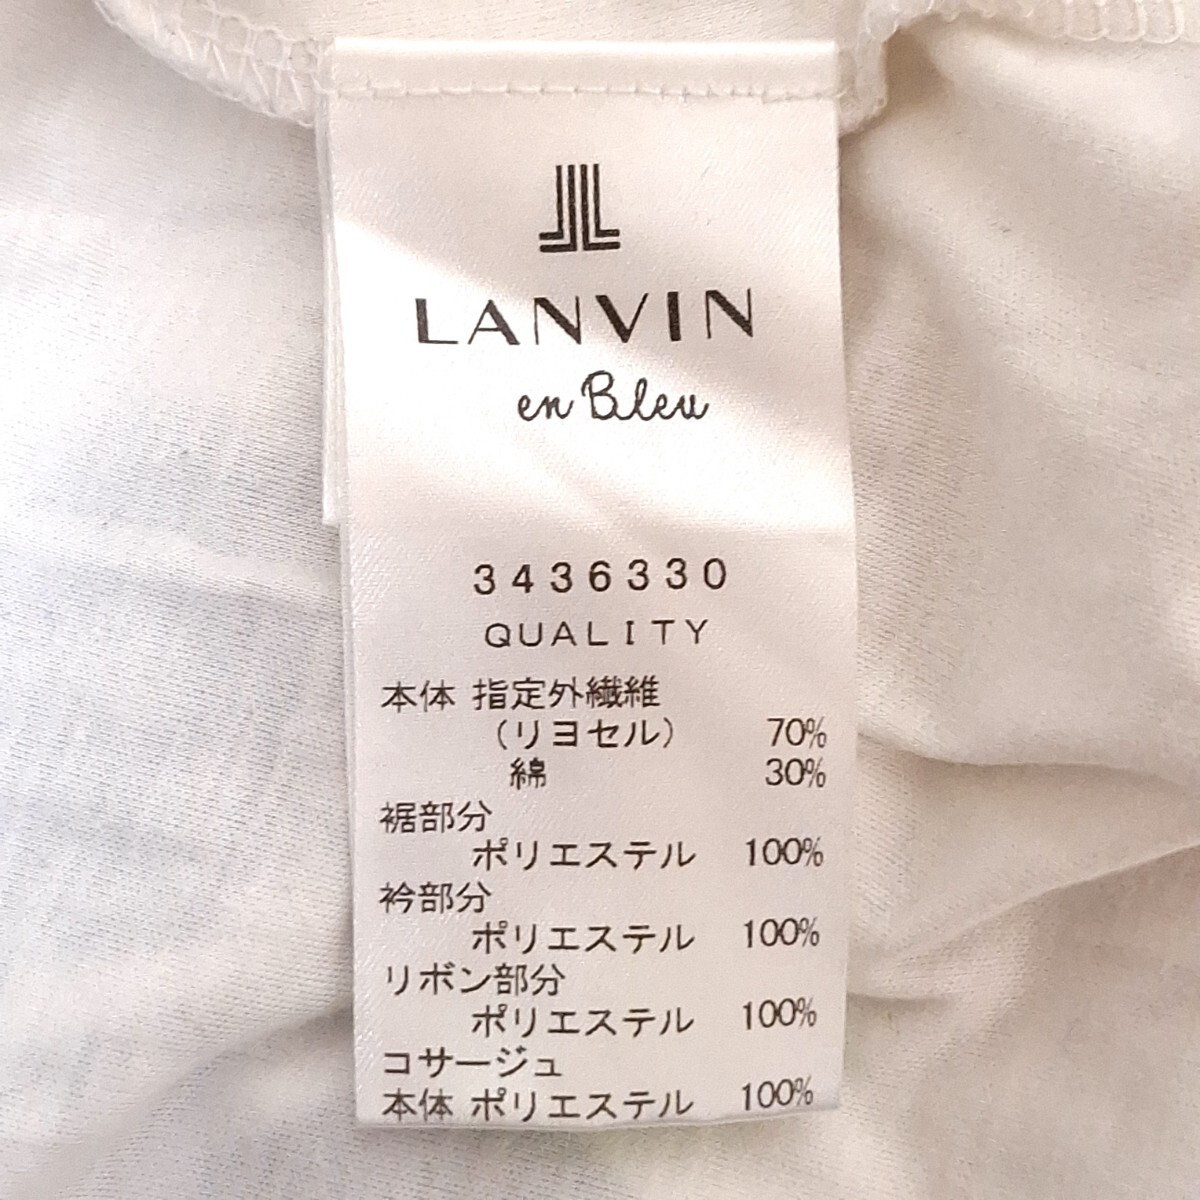 LANVIN
en Bleu
3436330
QUALITY
本体 指定外繊維
(リヨセル) 70%
綿 30%
裾部分
ポリエステル 100%
衿部分
ポリエステル 100%
リボン部分
ポリエステル 100%
コサージュ
本体 ポリエステル 100%